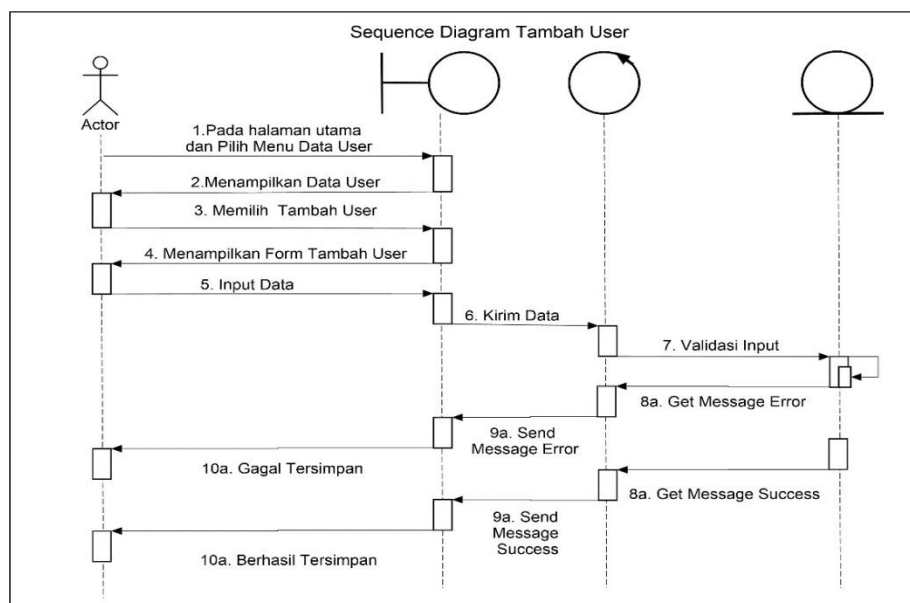 Sequence Diagram Tambah User
Actor
1.Pada halaman utama
dan Pilih Menu Data User
2.Menampilkan Data User
3. Memilih Tambah User
4. Menampilkan Form Tambah User
5. Input Data
6. Kirim Data
7. Validasi Input
8a. Get Message Error
9a. Send
Message Error
10a. Gagal Tersimpan
8a. Get Message Success
9a. Send
Message
Success
10a. Berhasil Tersimpan